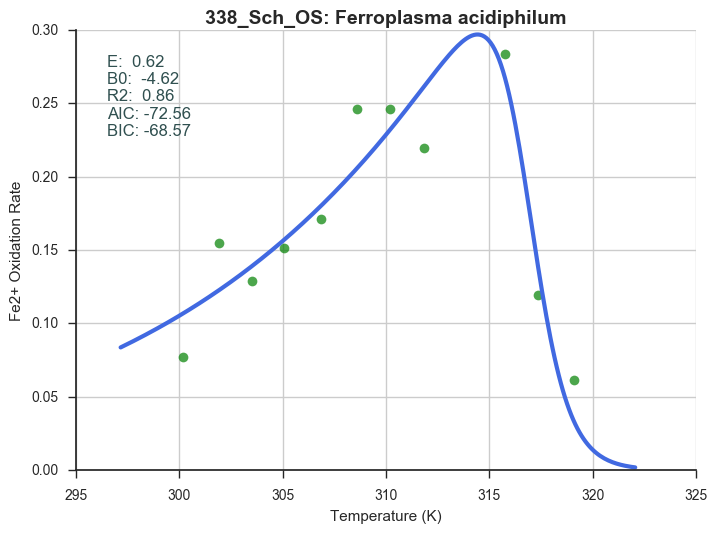 338_Sch_OS: Ferroplasma acidiphilum
E:  0.62
B0:  -4.62
R2:  0.86
AIC: -72.56
BIC: -68.57
Fe2+ Oxidation Rate
0.30
0.25
0.20
0.15
0.10
0.05
0.00
295 300 305 310 315 320 325
Temperature (K)